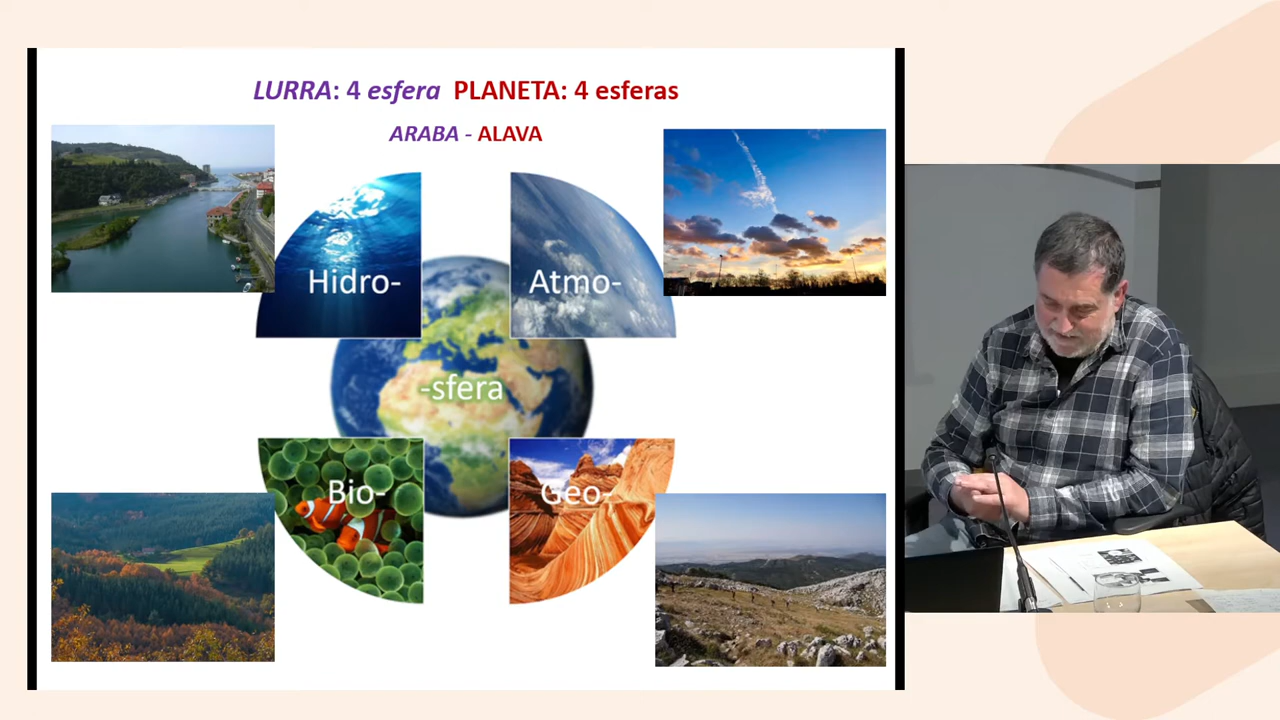 LURRA: 4 esfera PLANETA: 4 esferas
ARABA - ALAVA
Hidro-
Atmo-
-sfera
Bio-
Geo-